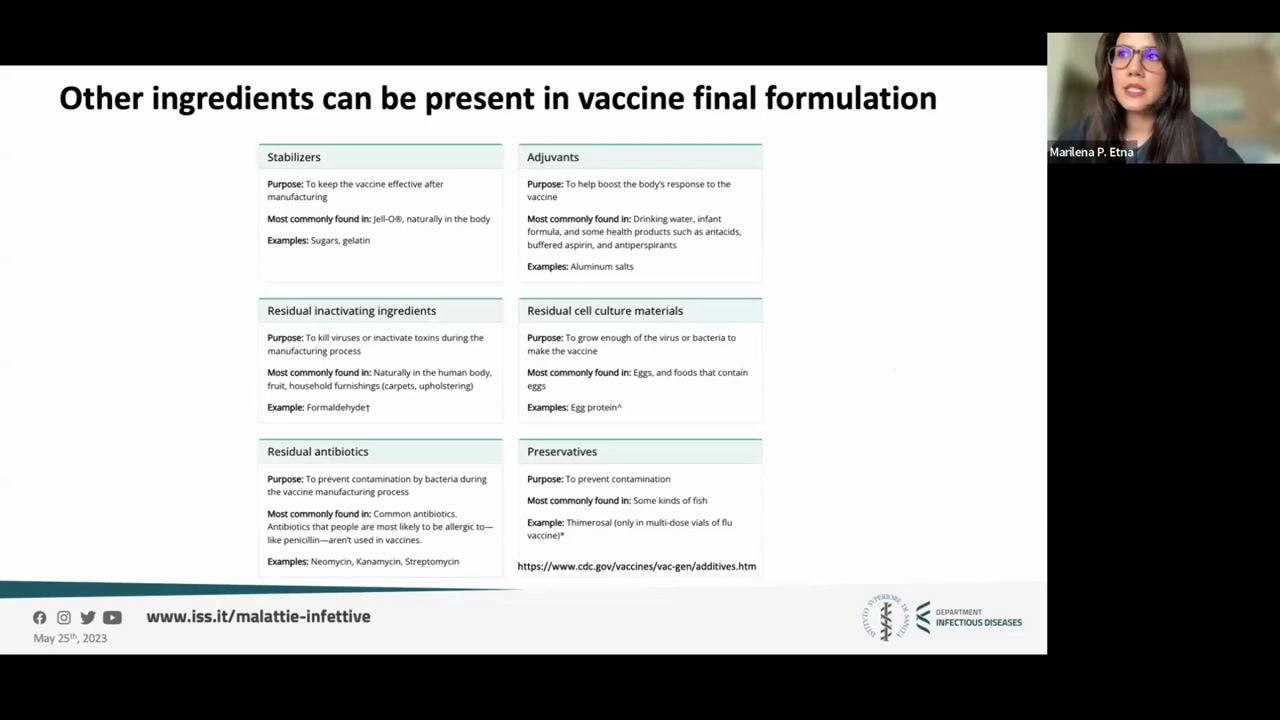 Other ingredients can be present in vaccine final formulation
Marilena P. Etna
Stabilizers
Purpose: To keep the vaccine effective after
manufacturing
Most commonly found in: Jell-O®, naturally in the body
Examples: Sugars, gelatin
Adjuvants
Purpose: To help boost the body's response to the
vaccine
Most commonly found in: Drinking water, infant
formula, and some health products such as antacids,
buffered aspirin, and antiperspirants
Examples: Aluminum salts
Residual inactivating ingredients
Purpose: To kill viruses or inactivate toxins during the
manufacturing process
Most commonly found in: Naturally in the human body,
fruit, household furnishings (carpets, upholstering)
Example: Formaldehyde†
Residual cell culture materials
Purpose: To grow enough of the virus or bacteria to
make the vaccine
Most commonly found in: Eggs, and foods that contain
eggs
Examples: Egg protein^
Residual antibiotics
Purpose: To prevent contamination by bacteria during
the vaccine manufacturing process
Most commonly found in: Common antibiotics.
Antibiotics that people are most likely to be allergic to—
like penicillin—aren't used in vaccines.
Examples: Neomycin, Kanamycin, Streptomycin
Preservatives
Purpose: To prevent contamination
Most commonly found in: Some kinds of fish
Example: Thimerosal (only in multi-dose vials of flu
vaccine)*
https://www.cdc.gov/vaccines/vac-gen/additives.htm
www.iss.it/malattie-infettive
May 25th, 2023
ISTITVTO SVPERIORE DI SANITÀ
DEPARTMENT
INFECTIOUS DISEASES